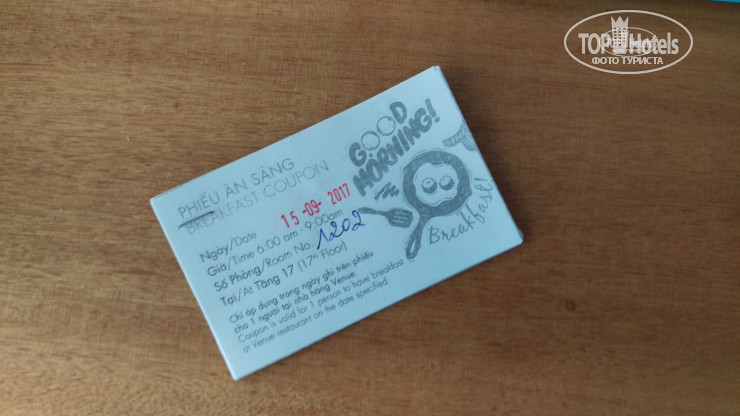 TOP Hotels
ФОТО ТУРИСТА
PHIẾU ĂN SÁNG
BREAKFAST COUPON
GOOD
MORNING!
Breakfast!
Ngày/Date 15-09-2017
Giờ/Time 6:00 am - 9:00am
Số Phòng/Room No. 1202
Tại/At Tầng 17 (17th Floor)
Chỉ áp dụng trong ngày ghi trên phiếu
cho 1 người tại nhà hàng Venue.
Coupon is valid for 1 person to have breakfast
at Venue restaurant on the date specified.